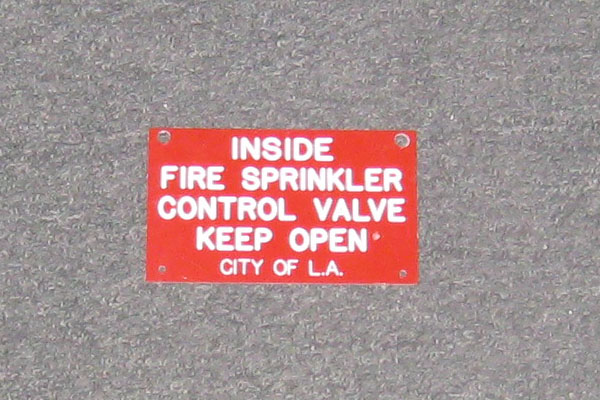 INSIDE
FIRE SPRINKLER
CONTROL VALVE
KEEP OPEN
CITY OF L.A.